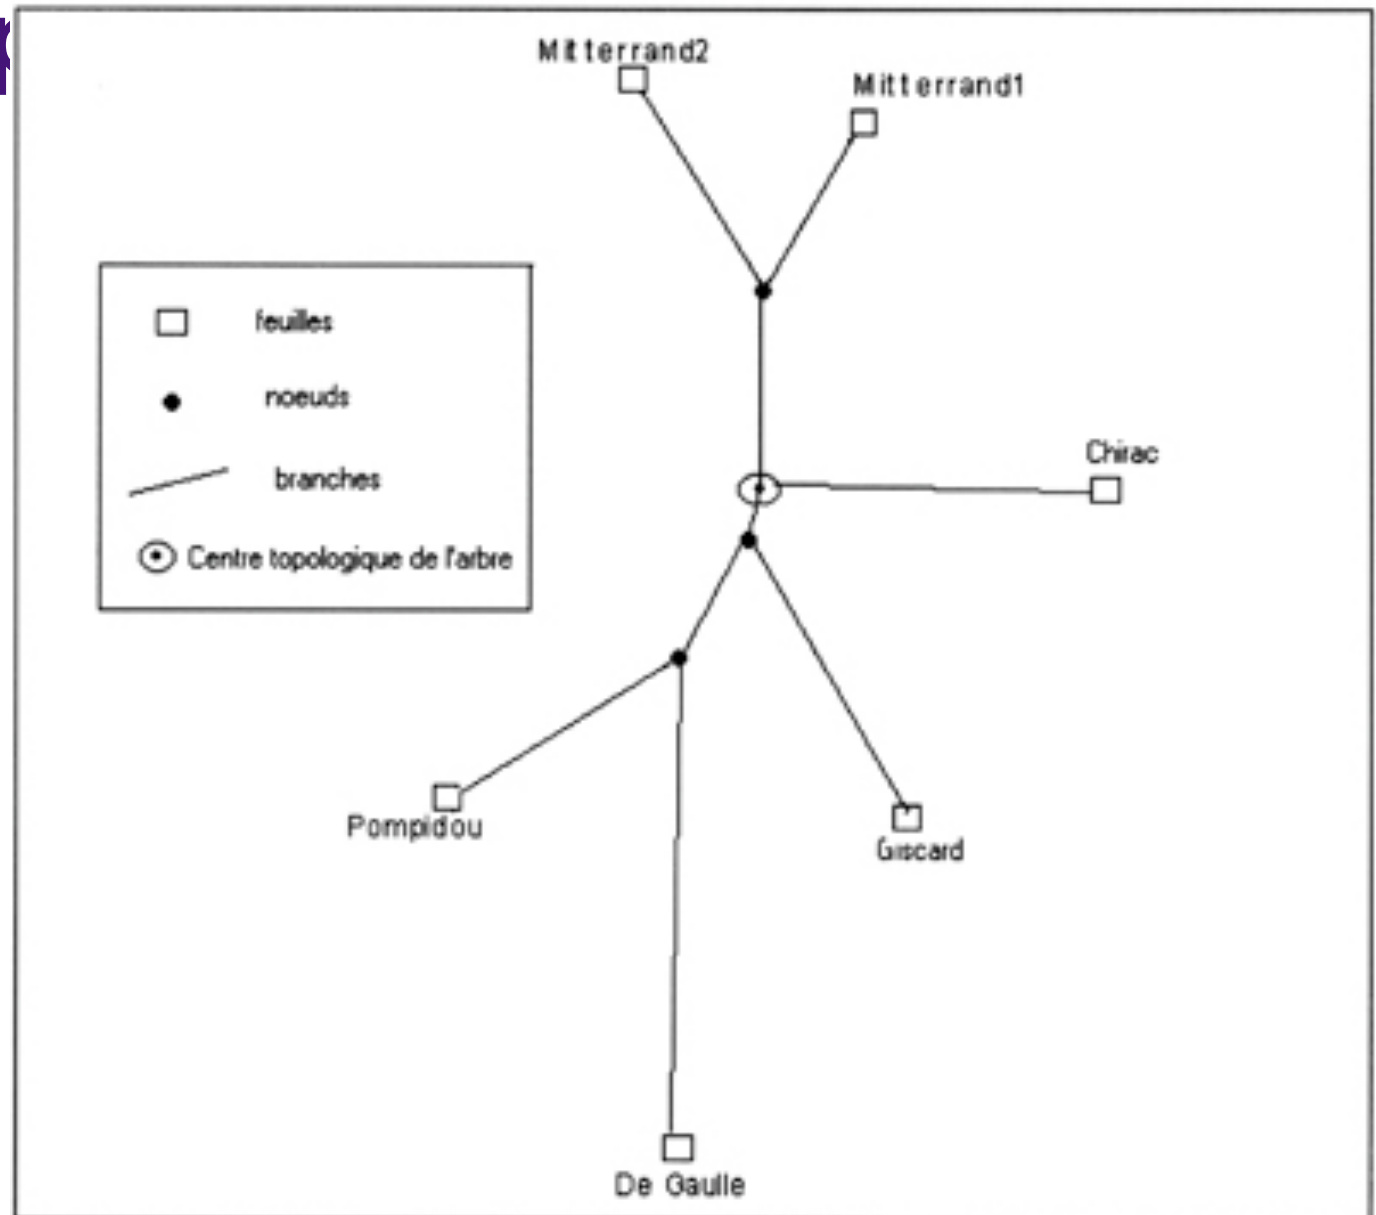 Mitterrand2
Mitterrand1
feuilles
noeuds
branches
Centre topologique de l'arbre
Chirac
Pompidou
Giscard
De Gaulle